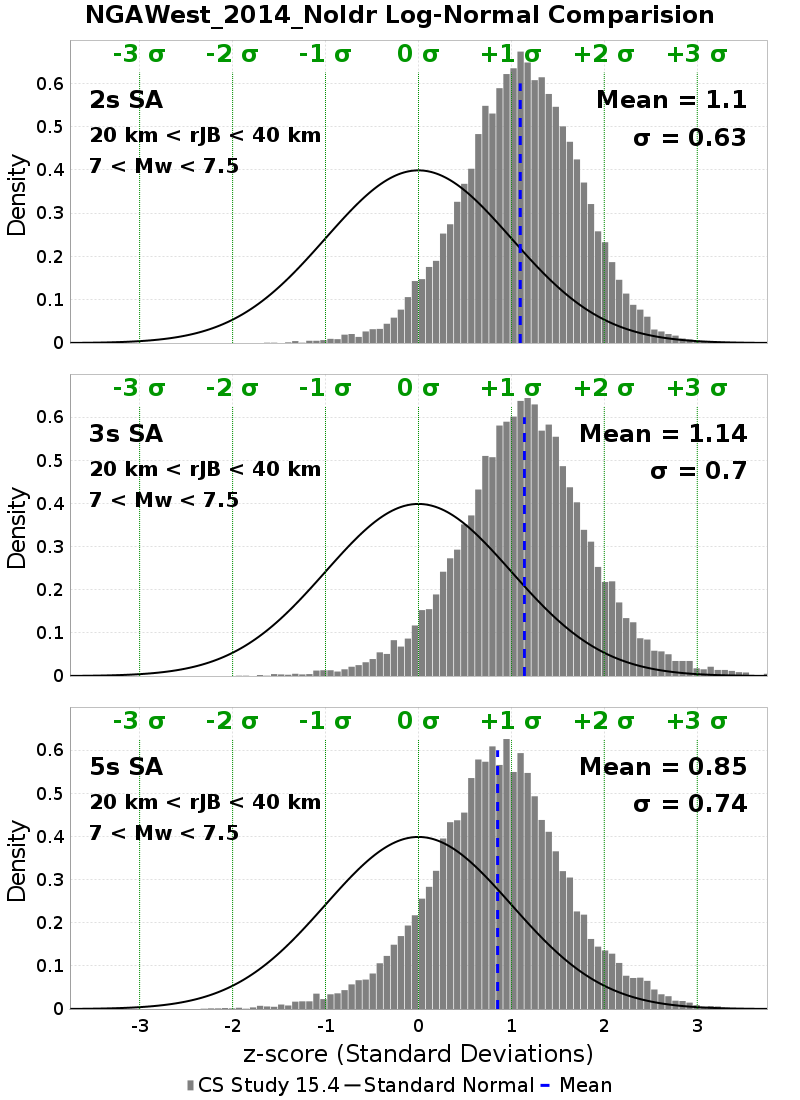 NGAWest_2014_NoIdr Log-Normal Comparision
-3 σ -2 σ -1 σ 0 σ +1 σ +2 σ +3 σ
2s SA
Mean = 1.1
20 km < rJB < 40 km
σ = 0.63
7 < Mw < 7.5
0.6
0.5
0.4
0.3
0.2
0.1
0
Density
-3 σ -2 σ -1 σ 0 σ +1 σ +2 σ +3 σ
3s SA
Mean = 1.14
20 km < rJB < 40 km
σ = 0.7
7 < Mw < 7.5
0.6
0.5
0.4
0.3
0.2
0.1
0
Density
-3 σ -2 σ -1 σ 0 σ +1 σ +2 σ +3 σ
5s SA
Mean = 0.85
20 km < rJB < 40 km
σ = 0.74
7 < Mw < 7.5
0.6
0.5
0.4
0.3
0.2
0.1
0
Density
-3 -2 -1 0 1 2 3
z-score (Standard Deviations)
CS Study 15.4 Standard Normal Mean